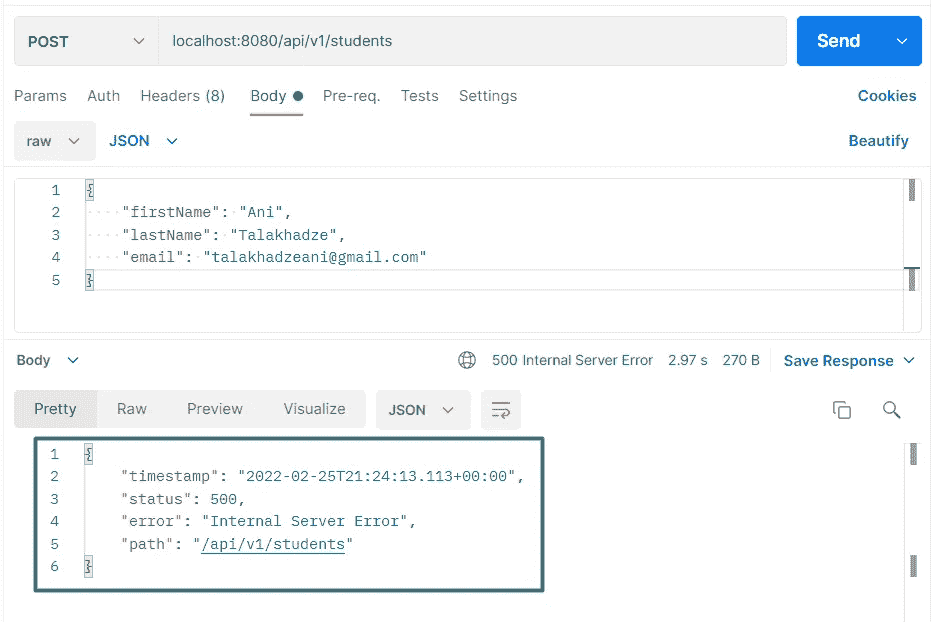 POST localhost:8080/api/v1/students Send
Params Auth Headers (8) Body Pre-req. Tests Settings Cookies
raw JSON Beautify
1 {
2 "firstName": "Ani",
3 "lastName": "Talakhadze",
4 "email": "talakhadzeani@gmail.com"
5 }
Body 500 Internal Server Error 2.97 s 270 B Save Response
Pretty Raw Preview Visualize JSON
1 {
2 "timestamp": "2022-02-25T21:24:13.113+00:00",
3 "status": 500,
4 "error": "Internal Server Error",
5 "path": "/api/v1/students"
6 }